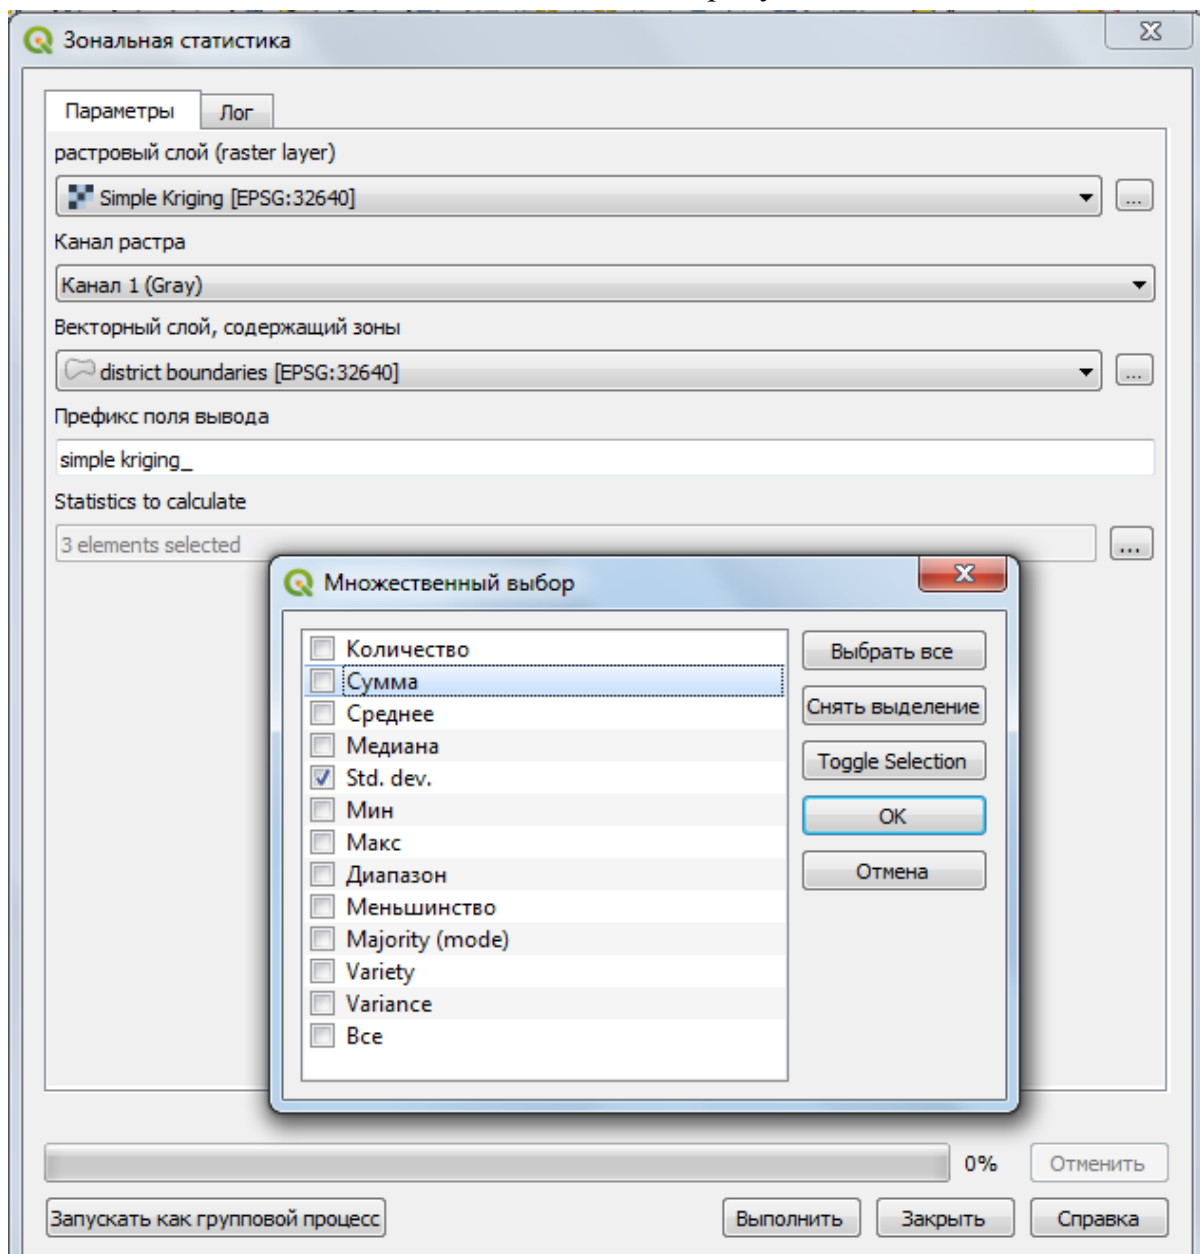 Зональная статистика
Параметры Лог
растровый слой (raster layer)
Simple Kriging [EPSG:32640] ...
Канал растра
Канал 1 (Gray)
Векторный слой, содержащий зоны
district boundaries [EPSG:32640] ...
Префикс поля вывода
simple kriging_
Statistics to calculate
3 elements selected ...
Множественный выбор
Количество
Сумма
Среднее
Медиана
Std. dev.
Мин
Макс
Диапазон
Меньшинство
Majority (mode)
Variety
Variance
Все
Выбрать все
Снять выделение
Toggle Selection
OK
Отмена
0% Отменить
Запускать как групповой процесс Выполнить Закрыть Справка